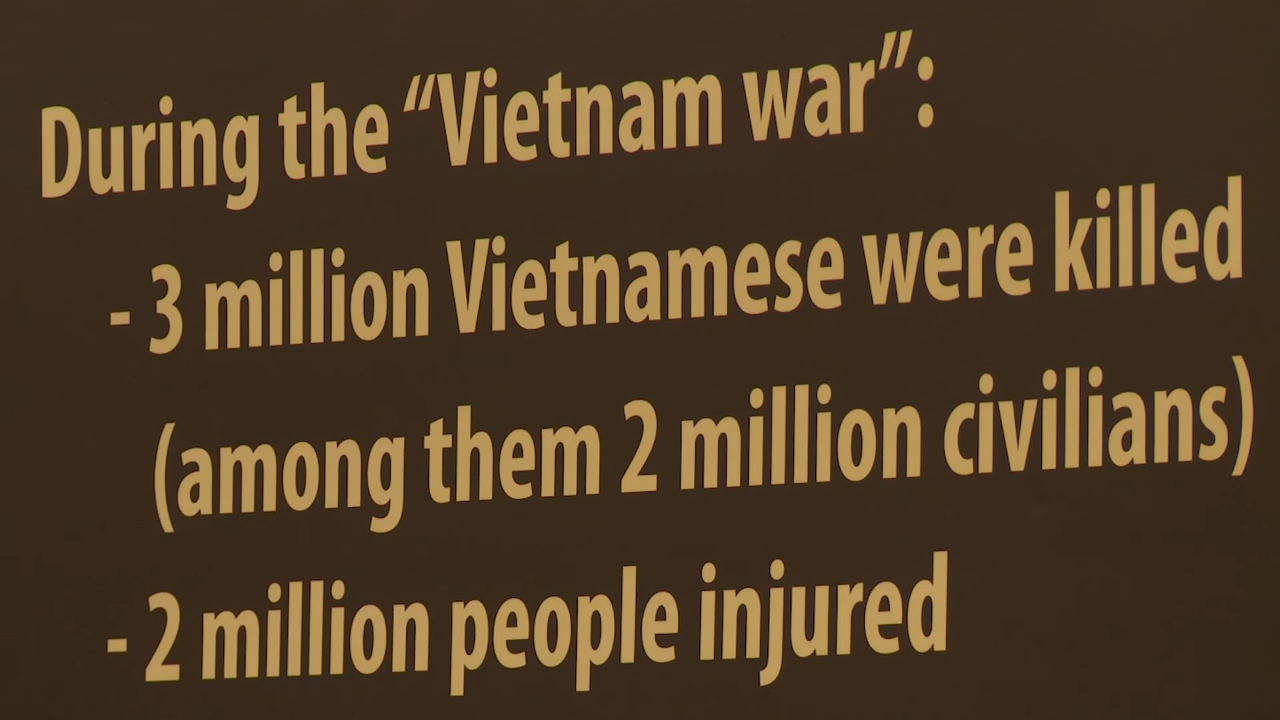 During the “Vietnam war”:
- 3 million Vietnamese were killed
(among them 2 million civilians)
- 2 million people injured